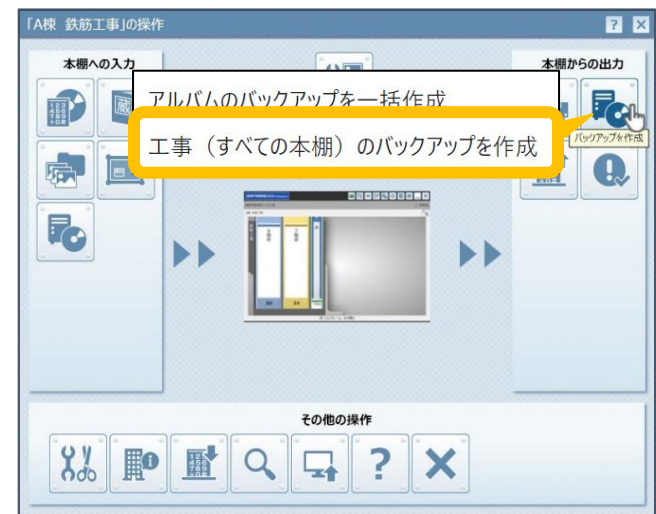 「A棟 鉄筋工事」の操作
本棚への入力
本棚からの出力
アルバムのバックアップを一括作成
工事（すべての本棚）のバックアップを作成
バックアップを作成
その他の操作